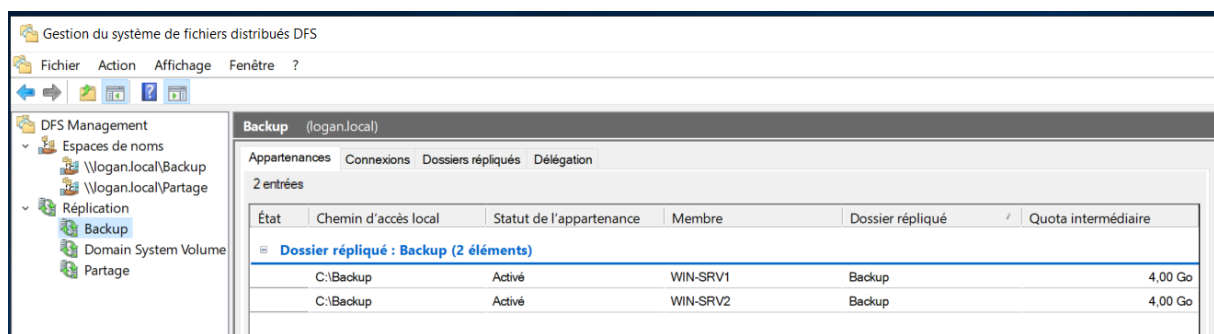 Gestion du système de fichiers distribués DFS
Fichier Action Affichage Fenêtre ?
DFS Management
Espaces de noms
\\logan.local\Backup
\\logan.local\Partage
Réplication
Backup
Domain System Volume
Partage
Backup (logan.local)
Appartenances Connexions Dossiers répliqués Délégation
2 entrées
État Chemin d'accès local Statut de l'appartenance Membre Dossier répliqué Quota intermédiaire
Dossier répliqué : Backup (2 éléments)
C:\Backup Activé WIN-SRV1 Backup 4,00 Go
C:\Backup Activé WIN-SRV2 Backup 4,00 Go